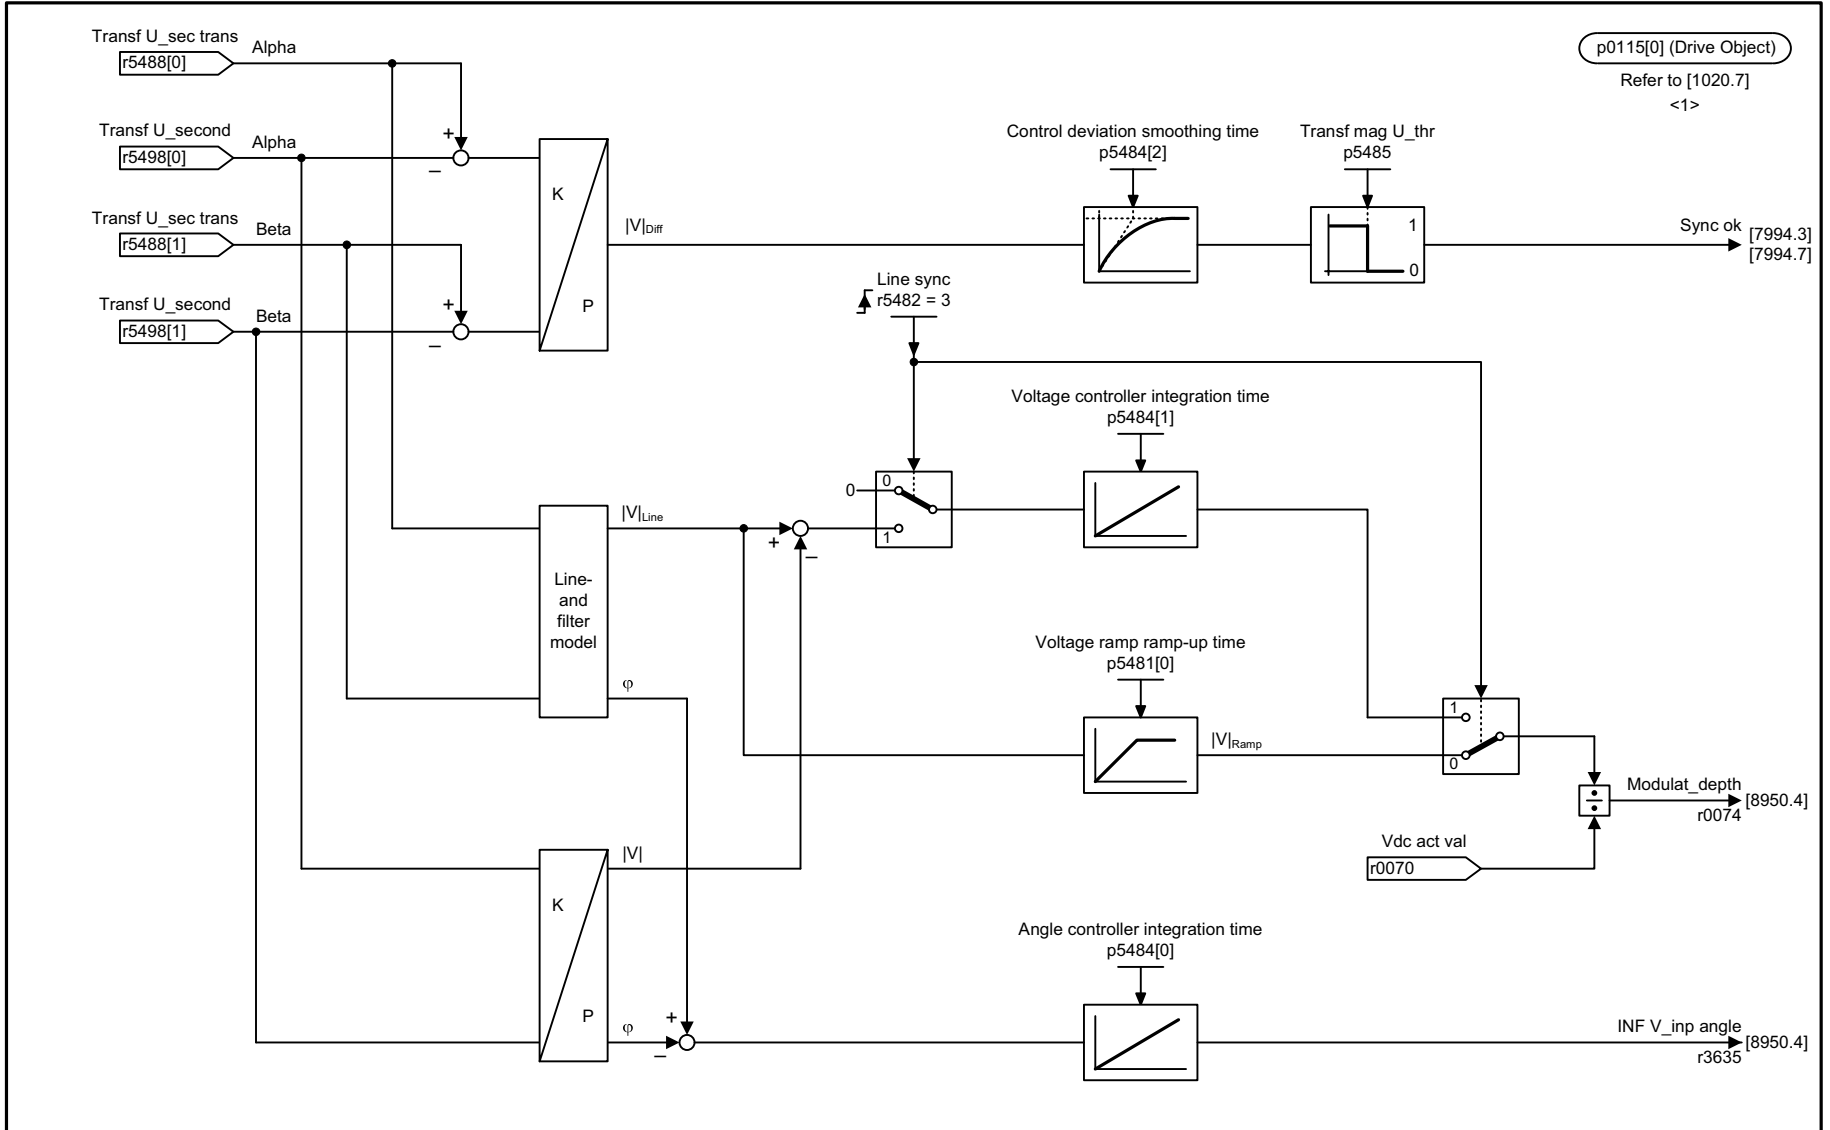 Transf U_sec trans
r5488[0]
Alpha
p0115[0] (Drive Object)
Refer to [1020.7]
<1>
Transf U_second
r5498[0]
Alpha
+
–
Control deviation smoothing time
p5484[2]
Transf mag U_thr
p5485
K
P
|V|Diff
1
0
Sync ok
[7994.3]
[7994.7]
Transf U_sec trans
r5488[1]
Beta
Transf U_second
r5498[1]
Beta
+
–
Line sync
r5482 = 3
Voltage controller integration time
p5484[1]
0
0
1
|V|Line
+
–
Line-
and
filter
model
φ
Voltage ramp ramp-up time
p5481[0]
|V|Ramp
1
0
Modulat_depth
r0074
[8950.4]
Vdc act val
r0070
|V|
K
P
φ
+
–
Angle controller integration time
p5484[0]
INF V_inp angle
r3635
[8950.4]